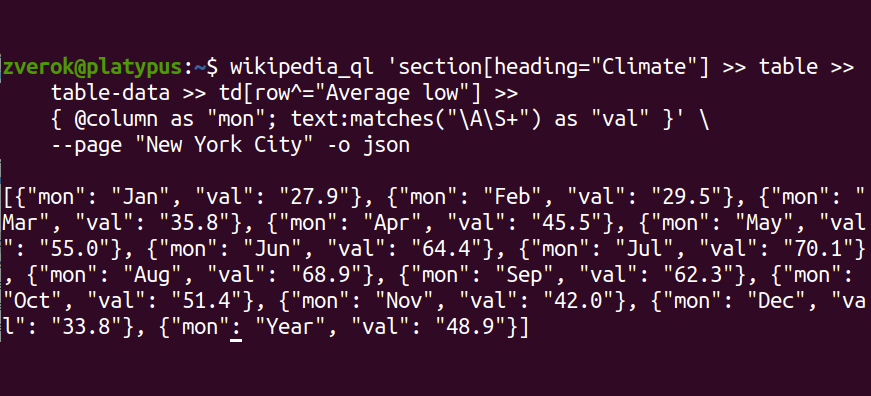 zverok@platypus:~$ wikipedia_ql 'section[heading="Climate"] >> table >>
table-data >> td[row^="Average low"] >>
{ @column as "mon"; text:matches("\A\S+") as "val" }' \
--page "New York City" -o json
[{"mon": "Jan", "val": "27.9"}, {"mon": "Feb", "val": "29.5"}, {"mon": "
Mar", "val": "35.8"}, {"mon": "Apr", "val": "45.5"}, {"mon": "May", "val
": "55.0"}, {"mon": "Jun", "val": "64.4"}, {"mon": "Jul", "val": "70.1"}
, {"mon": "Aug", "val": "68.9"}, {"mon": "Sep", "val": "62.3"}, {"mon":
"Oct", "val": "51.4"}, {"mon": "Nov", "val": "42.0"}, {"mon": "Dec", "va
l": "33.8"}, {"mon": "Year", "val": "48.9"}]